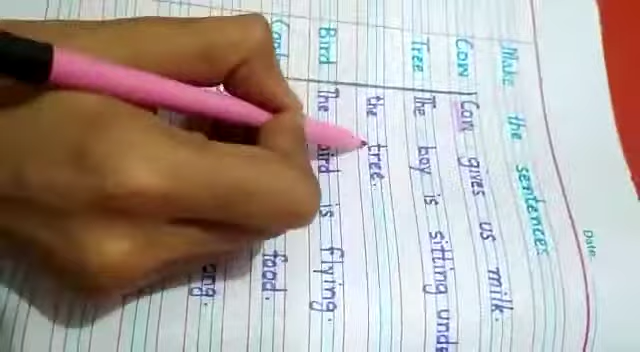 Date:
Make the sentences
Cow Cow gives us milk.
Tree The boy is sitting
the tree.
Bird The bird is flying.
food.